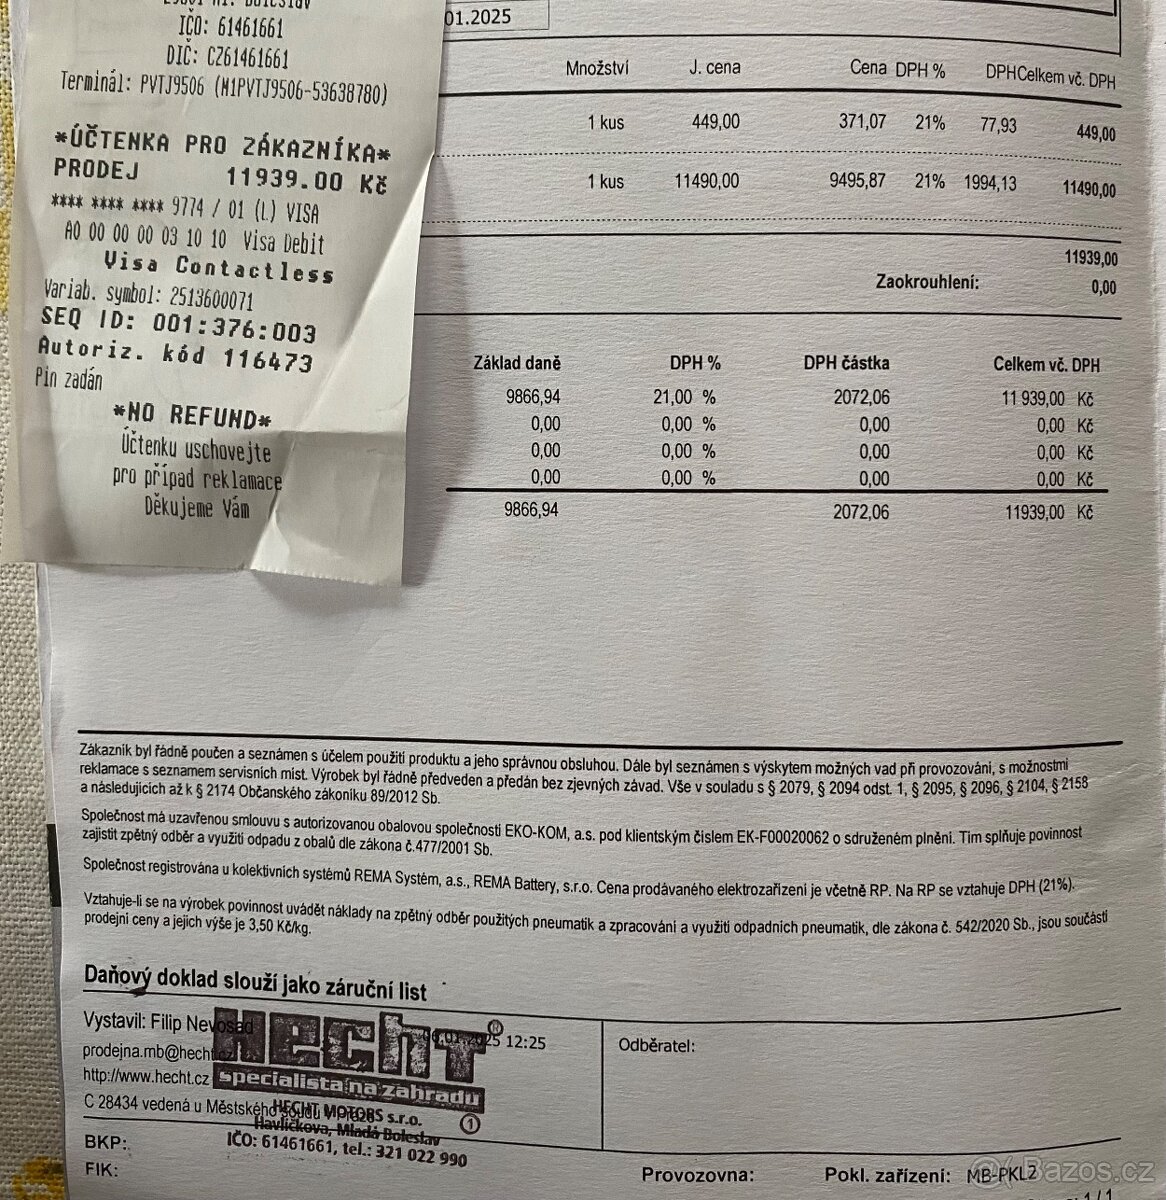 29301 Ml. Boleslav
IČO: 61461661
DIČ: CZ61461661
Terminál: PVTJ9506 (M1PVTJ9506-53638780)
*ÚČTENKA PRO ZÁKAZNÍKA*
PRODEJ 11939.00 Kč
**** **** **** 9774 / 01 (L) VISA
A0 00 00 00 03 10 10 Visa Debit
Visa Contactless
Variab. symbol: 2513600071
SEQ ID: 001:376:003
Autoriz. kód 116473
Pin zadán
*NO REFUND*
Účtenku uschovejte
pro případ reklamace
Děkujeme Vám
01.2025
Množství J. cena Cena DPH % DPH Celkem vč. DPH
1 kus 449,00 371,07 21% 77,93 449,00
1 kus 11490,00 9495,87 21% 1994,13 11490,00
11939,00
Zaokrouhlení: 0,00
Základ daně DPH % DPH částka Celkem vč. DPH
9866,94 21,00 % 2072,06 11 939,00 Kč
0,00 0,00 % 0,00 0,00 Kč
0,00 0,00 % 0,00 0,00 Kč
0,00 0,00 % 0,00 0,00 Kč
9866,94 2072,06 11939,00 Kč
Zákazník byl řádně poučen a seznámen s účelem použití produktu a jeho správnou obsluhou. Dále byl seznámen s výskytem možných vad při provozování, s možnostmi
reklamace s seznamem servisních míst. Výrobek byl řádně předveden a předán bez zjevných závad. Vše v souladu s § 2079, § 2094 odst. 1, § 2095, § 2096, § 2104, § 2158
a následujících až k § 2174 Občanského zákoníku 89/2012 Sb.
Společnost má uzavřenou smlouvu s autorizovanou obalovou společností EKO-KOM, a.s. pod klientským číslem EK-F00020062 o sdruženém plnění. Tím splňuje povinnost
zajistit zpětný odběr a využití odpadu z obalů dle zákona č.477/2001 Sb.
Společnost registrována u kolektivních systémů REMA Systém, a.s., REMA Battery, s.r.o. Cena prodávaného elektrozařízení je včetně RP. Na RP se vztahuje DPH (21%).
Vztahuje-li se na výrobek povinnost uvádět náklady na zpětný odběr použitých pneumatik a zpracování a využití odpadních pneumatik, dle zákona č. 542/2020 Sb., jsou součástí
prodejní ceny a jejich výše je 3,50 Kč/kg.
Daňový doklad slouží jako záruční list
Vystavil: Filip Nevosad
HECHT ®
06.01.2025 12:25
Odběratel:
prodejna.mb@hecht.cz
http://www.hecht.cz
specialista na zahradu
C 28434 vedená u Městského soudu v Praze
HECHT MOTORS s.r.o.
Havlíčkova, Mladá Boleslav
1
IČO: 61461661, tel.: 321 022 990
BKP:
FIK:
Provozovna: Pokl. zařízení: MB-PKL2
1 / 1
Bazos.cz